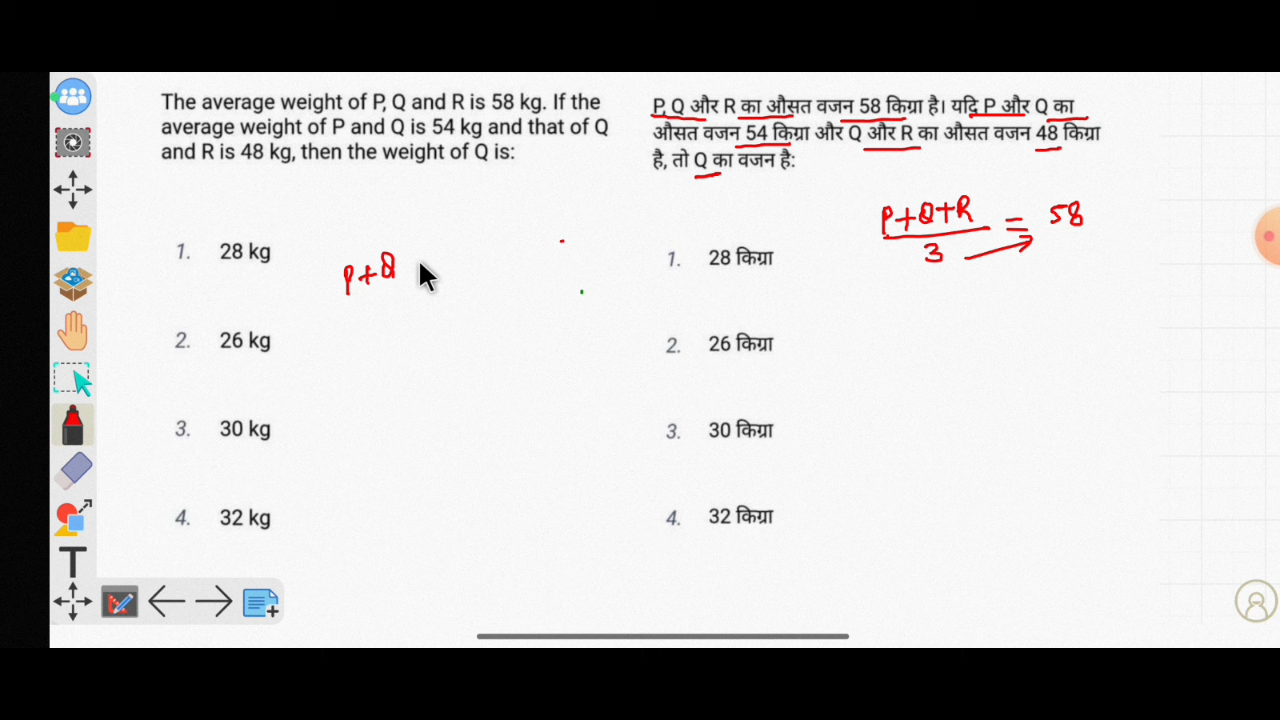 The average weight of P, Q and R is 58 kg. If the
average weight of P and Q is 54 kg and that of Q
and R is 48 kg, then the weight of Q is:
1. 28 kg
2. 26 kg
3. 30 kg
4. 32 kg
P+Q
P, Q और R का औसत वजन 58 किग्रा है। यदि P और Q का
औसत वजन 54 किग्रा और Q और R का औसत वजन 48 किग्रा
है, तो Q का वजन है:
P+Q+R = 58
3
1. 28 किग्रा
2. 26 किग्रा
3. 30 किग्रा
4. 32 किग्रा
T